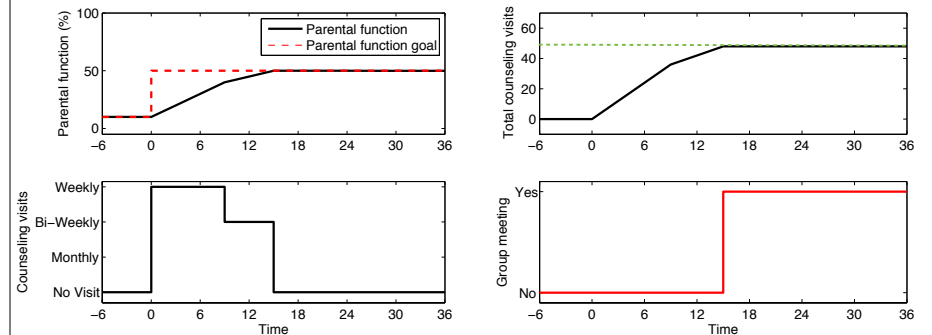 Parental function (%)
100
50
0
Parental function
Parental function goal
−6 0 6 12 18 24 30 36
Total counseling visits
60
40
20
0
−6 0 6 12 18 24 30 36
Counseling visits
Weekly
Bi−Weekly
Monthly
No Visit
−6 0 6 12 18 24 30 36
Time
Group meeting
Yes
No
−6 0 6 12 18 24 30 36
Time